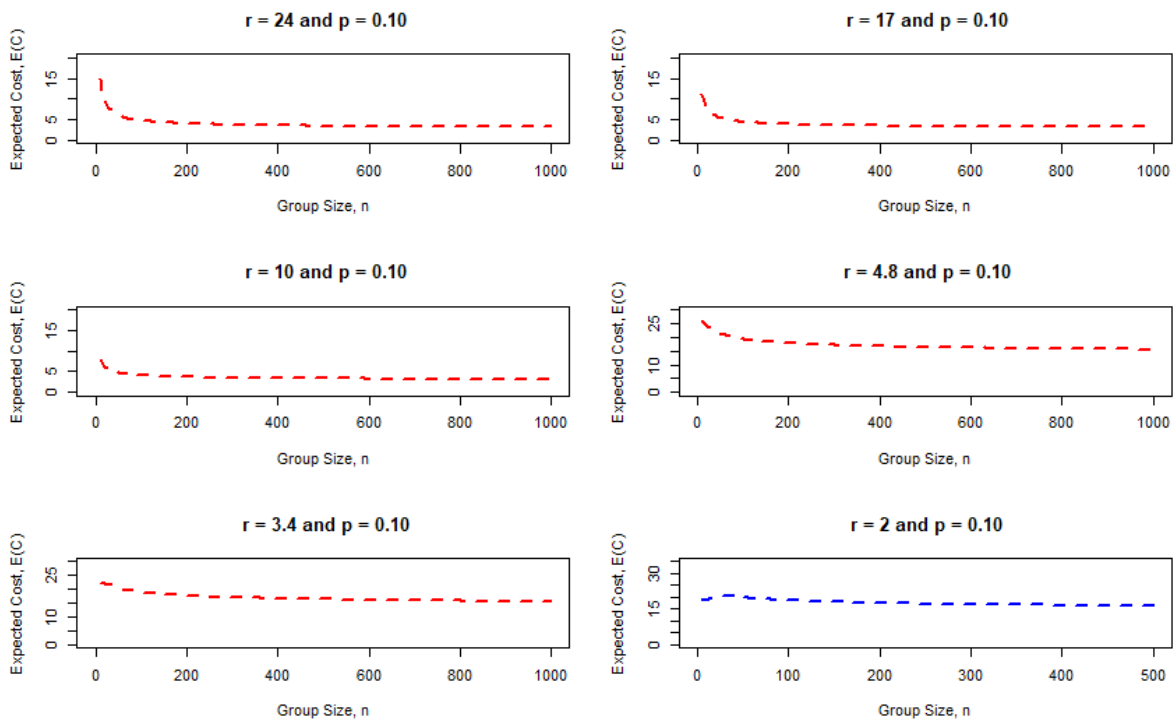 r = 24 and p = 0.10
Expected Cost, E(C)
15
5
0
0 200 400 600 800 1000
Group Size, n
r = 17 and p = 0.10
Expected Cost, E(C)
15
5
0
0 200 400 600 800 1000
Group Size, n
r = 10 and p = 0.10
Expected Cost, E(C)
15
5
0
0 200 400 600 800 1000
Group Size, n
r = 4.8 and p = 0.10
Expected Cost, E(C)
25
10
0
0 200 400 600 800 1000
Group Size, n
r = 3.4 and p = 0.10
Expected Cost, E(C)
25
10
0
0 200 400 600 800 1000
Group Size, n
r = 2 and p = 0.10
Expected Cost, E(C)
30
15
0
0 100 200 300 400 500
Group Size, n